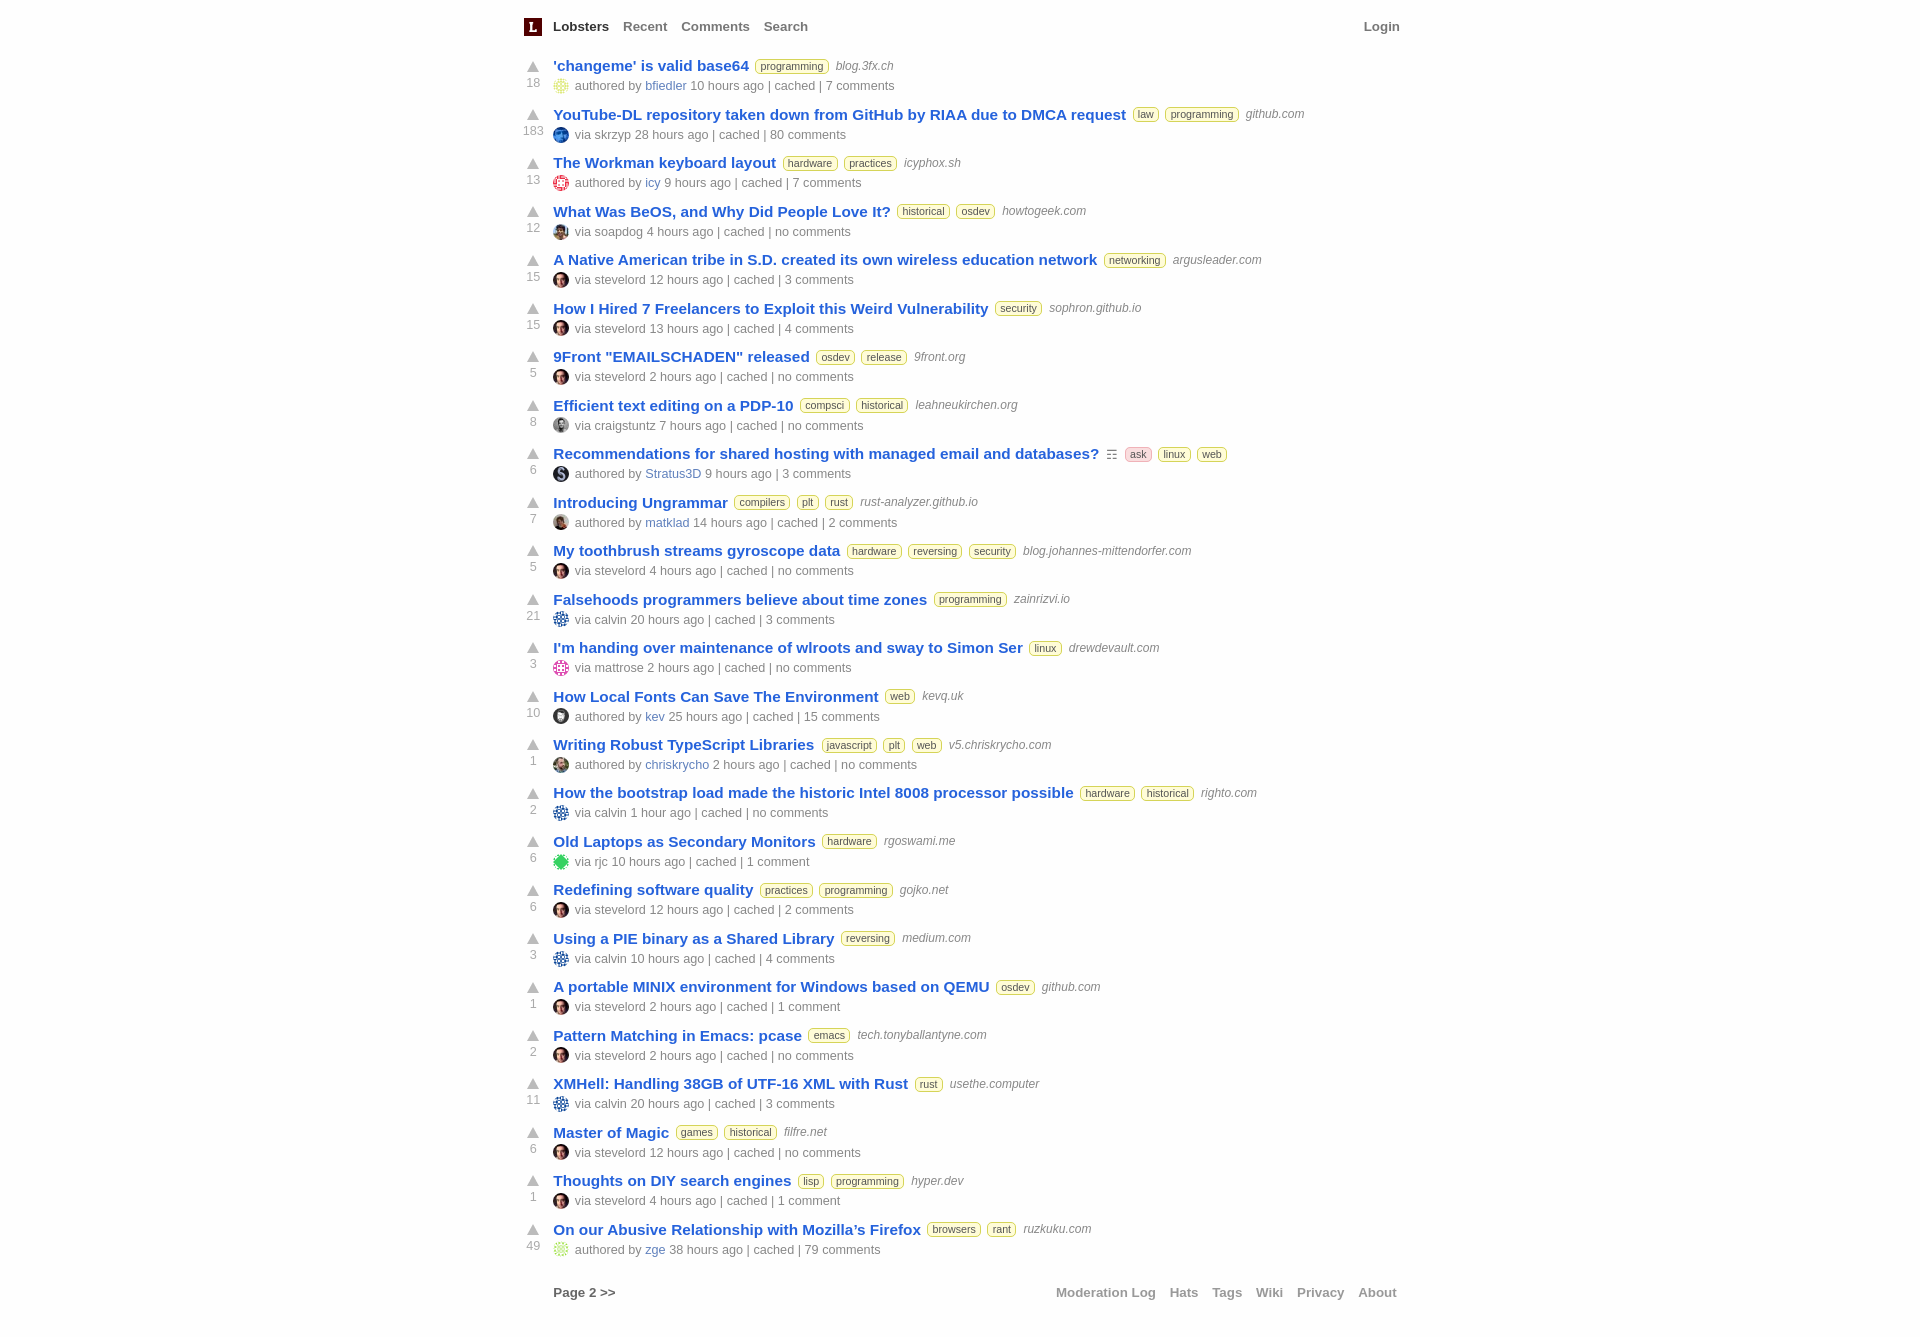 L Lobsters Recent Comments Search Login
'changeme' is valid base64 programming blog.3fx.ch
18
authored by bfiedler 10 hours ago | cached | 7 comments
YouTube-DL repository taken down from GitHub by RIAA due to DMCA request law programming github.com
183
via skrzyp 28 hours ago | cached | 80 comments
The Workman keyboard layout hardware practices icyphox.sh
13
authored by icy 9 hours ago | cached | 7 comments
What Was BeOS, and Why Did People Love It? historical osdev howtogeek.com
12
via soapdog 4 hours ago | cached | no comments
A Native American tribe in S.D. created its own wireless education network networking argusleader.com
15
via stevelord 12 hours ago | cached | 3 comments
How I Hired 7 Freelancers to Exploit this Weird Vulnerability security sophron.github.io
15
via stevelord 13 hours ago | cached | 4 comments
9Front "EMAILSCHADEN" released osdev release 9front.org
5
via stevelord 2 hours ago | cached | no comments
Efficient text editing on a PDP-10 compsci historical leahneukirchen.org
8
via craigstuntz 7 hours ago | cached | no comments
Recommendations for shared hosting with managed email and databases? ☶ ask linux web
6
authored by Stratus3D 9 hours ago | cached | 3 comments
Introducing Ungrammar compilers plt rust rust-analyzer.github.io
7
authored by matklad 14 hours ago | cached | 2 comments
My toothbrush streams gyroscope data hardware reversing security blog.johannes-mittendorfer.com
5
via stevelord 4 hours ago | cached | no comments
Falsehoods programmers believe about time zones programming zainrizvi.io
21
via calvin 20 hours ago | cached | 3 comments
I'm handing over maintenance of wlroots and sway to Simon Ser linux drewdevault.com
3
via mattrose 2 hours ago | cached | no comments
How Local Fonts Can Save The Environment web kevq.uk
10
authored by kev 25 hours ago | cached | 15 comments
Writing Robust TypeScript Libraries javascript plt web v5.chriskrycho.com
1
authored by chriskrycho 2 hours ago | cached | no comments
How the bootstrap load made the historic Intel 8008 processor possible hardware historical righto.com
2
via calvin 1 hour ago | cached | no comments
Old Laptops as Secondary Monitors hardware rgoswami.me
6
via rjc 10 hours ago | cached | 1 comment
Redefining software quality practices programming gojko.net
6
via stevelord 12 hours ago | cached | 2 comments
Using a PIE binary as a Shared Library reversing medium.com
3
via calvin 10 hours ago | cached | 4 comments
A portable MINIX environment for Windows based on QEMU osdev github.com
1
via stevelord 2 hours ago | cached | 1 comment
Pattern Matching in Emacs: pcase emacs tech.tonyballantyne.com
2
via stevelord 2 hours ago | cached | no comments
XMHell: Handling 38GB of UTF-16 XML with Rust rust usethe.computer
11
via calvin 20 hours ago | cached | 3 comments
Master of Magic games historical filfre.net
6
via stevelord 12 hours ago | cached | no comments
Thoughts on DIY search engines lisp programming hyper.dev
1
via stevelord 4 hours ago | cached | 1 comment
On our Abusive Relationship with Mozilla’s Firefox browsers rant ruzkuku.com
49
authored by zge 38 hours ago | cached | 79 comments
Page 2 >> Moderation Log Hats Tags Wiki Privacy About